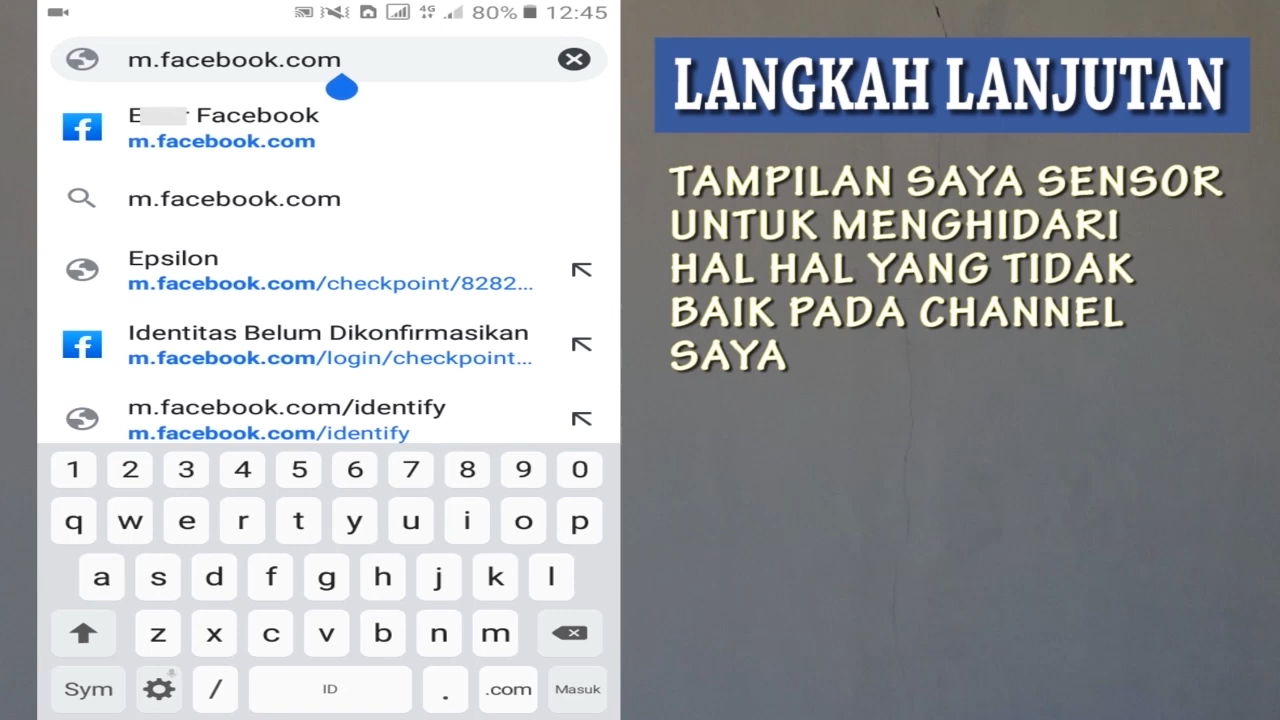 4G 80% 12:45
m.facebook.com
Facebook
m.facebook.com
m.facebook.com
Epsilon
m.facebook.com/checkpoint/8282...
Identitas Belum Dikonfirmasikan
m.facebook.com/login/checkpoint...
m.facebook.com/identify
m.facebook.com/identify
1 2 3 4 5 6 7 8 9 0
q w e r t y u i o p
a s d f g h j k l
z x c v b n m
Sym / ID . .com Masuk
LANGKAH LANJUTAN
TAMPILAN SAYA SENSOR
UNTUK MENGHIDARI
HAL HAL YANG TIDAK
BAIK PADA CHANNEL
SAYA